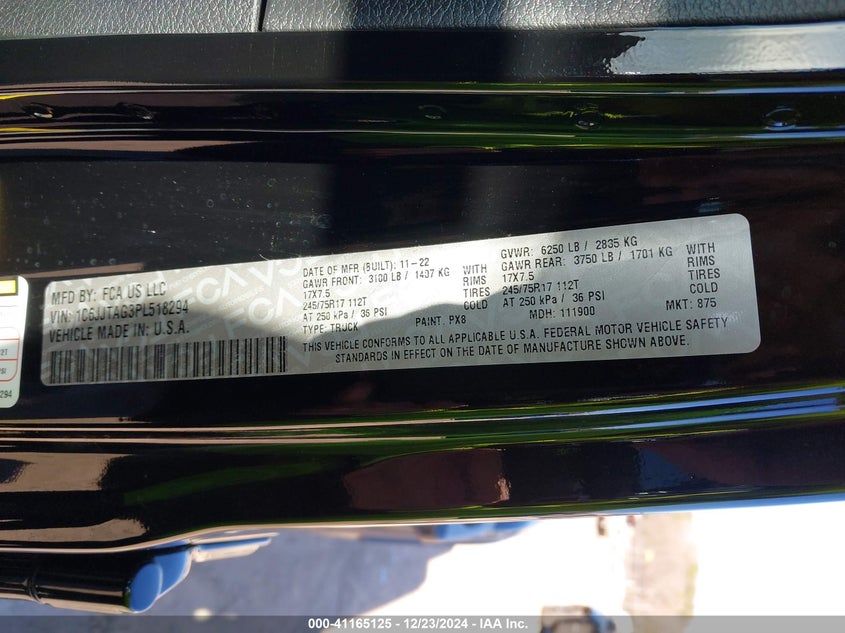 MFD BY: FCA US LLC
VIN: 1C6JJTAG3PL518294
VEHICLE MADE IN U.S.A.
DATE OF MFR (BUILT): 11-22
GAWR FRONT: 3100 LB / 1437 KG WITH
17X7.5 RIMS
245/75R17 112T TIRES
AT 250 kPa / 36 PSI
TYPE: TRUCK PAINT: PX8
GVWR: 6250 LB / 2835 KG
GAWR REAR: 3750 LB / 1701 KG WITH
17X7.5 RIMS
245/75R17 112T TIRES
AT 250 kPa / 36 PSI
MDH: 111900 MKT: 875
THIS VEHICLE CONFORMS TO ALL APPLICABLE U.S.A. FEDERAL MOTOR VEHICLE SAFETY
STANDARDS IN EFFECT ON THE DATE OF MANUFACTURE SHOWN ABOVE.
12T
PSI
294
000-41165125 - 12/23/2024 - IAA Inc.